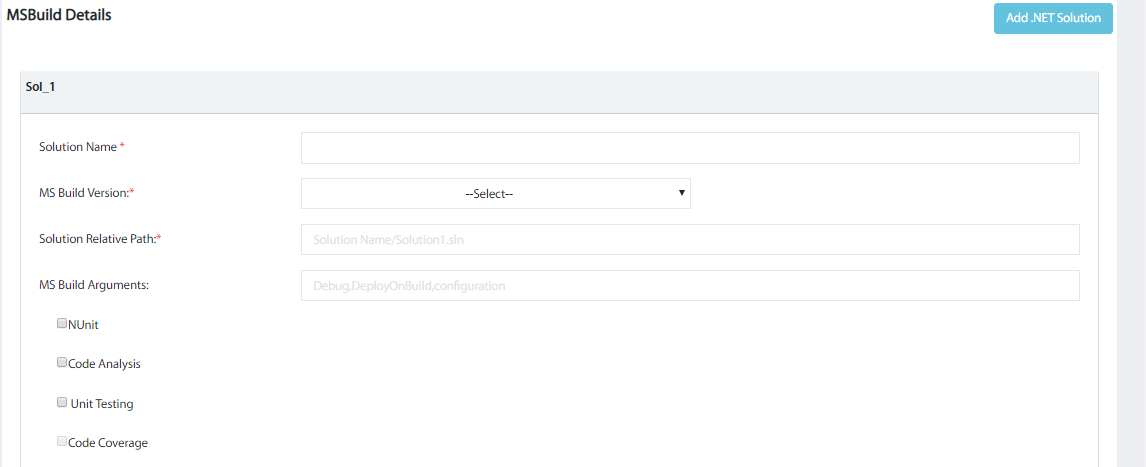 MSBuild Details
Add .NET Solution
Sol_1
Solution Name *
MS Build Version:*
--Select--
Solution Relative Path:*
Solution Name/Solution1.sln
MS Build Arguments:
Debug,DeployOnBuild,configuration
NUnit
Code Analysis
Unit Testing
Code Coverage